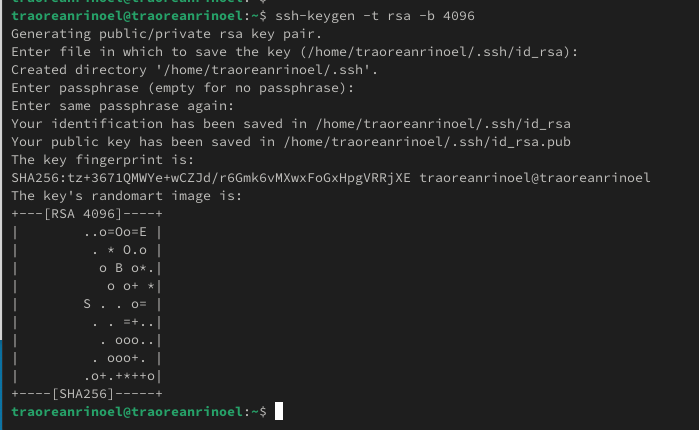 traoreanrinoel@traoreanrinoel:~$ ssh-keygen -t rsa -b 4096
Generating public/private rsa key pair.
Enter file in which to save the key (/home/traoreanrinoel/.ssh/id_rsa):
Created directory '/home/traoreanrinoel/.ssh'.
Enter passphrase (empty for no passphrase):
Enter same passphrase again:
Your identification has been saved in /home/traoreanrinoel/.ssh/id_rsa
Your public key has been saved in /home/traoreanrinoel/.ssh/id_rsa.pub
The key fingerprint is:
SHA256:tz+3671QMWYe+wCZJd/r6Gmk6vMXwxFoGxHpgVRRjXE traoreanrinoel@traoreanrinoel
The key's randomart image is:
+---[RSA 4096]----+
|        ..o=Oo=E |
|         . * O.o |
|          o B o*.|
|           o o+ *|
|        S . . o= |
|         . . =+..|
|          . ooo..|
|         . ooo+. |
|        .o+.+*++o|
+----[SHA256]-----+
traoreanrinoel@traoreanrinoel:~$